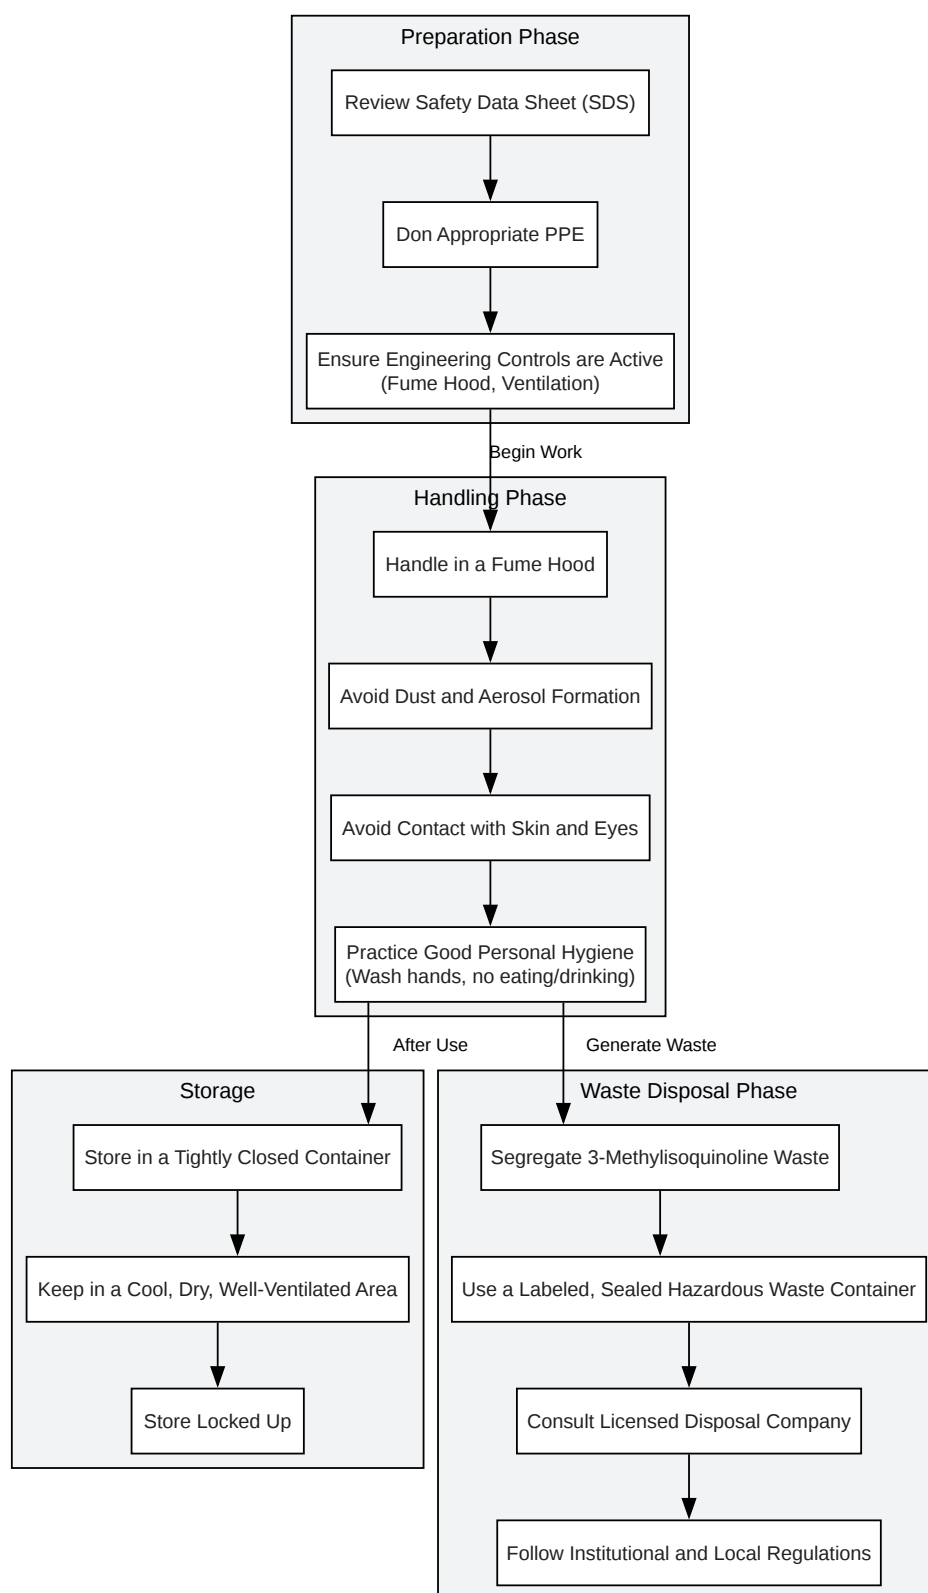 Preparation Phase
Review Safety Data Sheet (SDS)
Don Appropriate PPE
Ensure Engineering Controls are Active
(Fume Hood, Ventilation)
Begin Work
Handling Phase
Handle in a Fume Hood
Avoid Dust and Aerosol Formation
Avoid Contact with Skin and Eyes
Practice Good Personal Hygiene
(Wash hands, no eating/drinking)
After Use
Generate Waste
Storage
Store in a Tightly Closed Container
Keep in a Cool, Dry, Well-Ventilated Area
Store Locked Up
Waste Disposal Phase
Segregate 3-Methylisoquinoline Waste
Use a Labeled, Sealed Hazardous Waste Container
Consult Licensed Disposal Company
Follow Institutional and Local Regulations